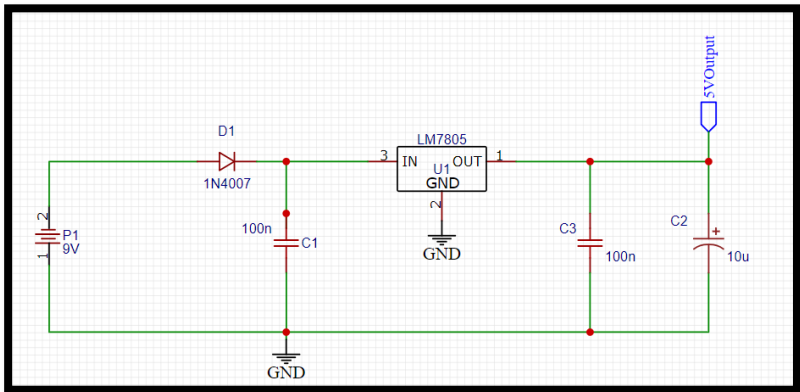 5VOutput
D1
1N4007
LM7805
3
IN
OUT
1
U1
GND
2
GND
2
P1
9V
1
100n
C1
C3
100n
C2
+
10u
GND